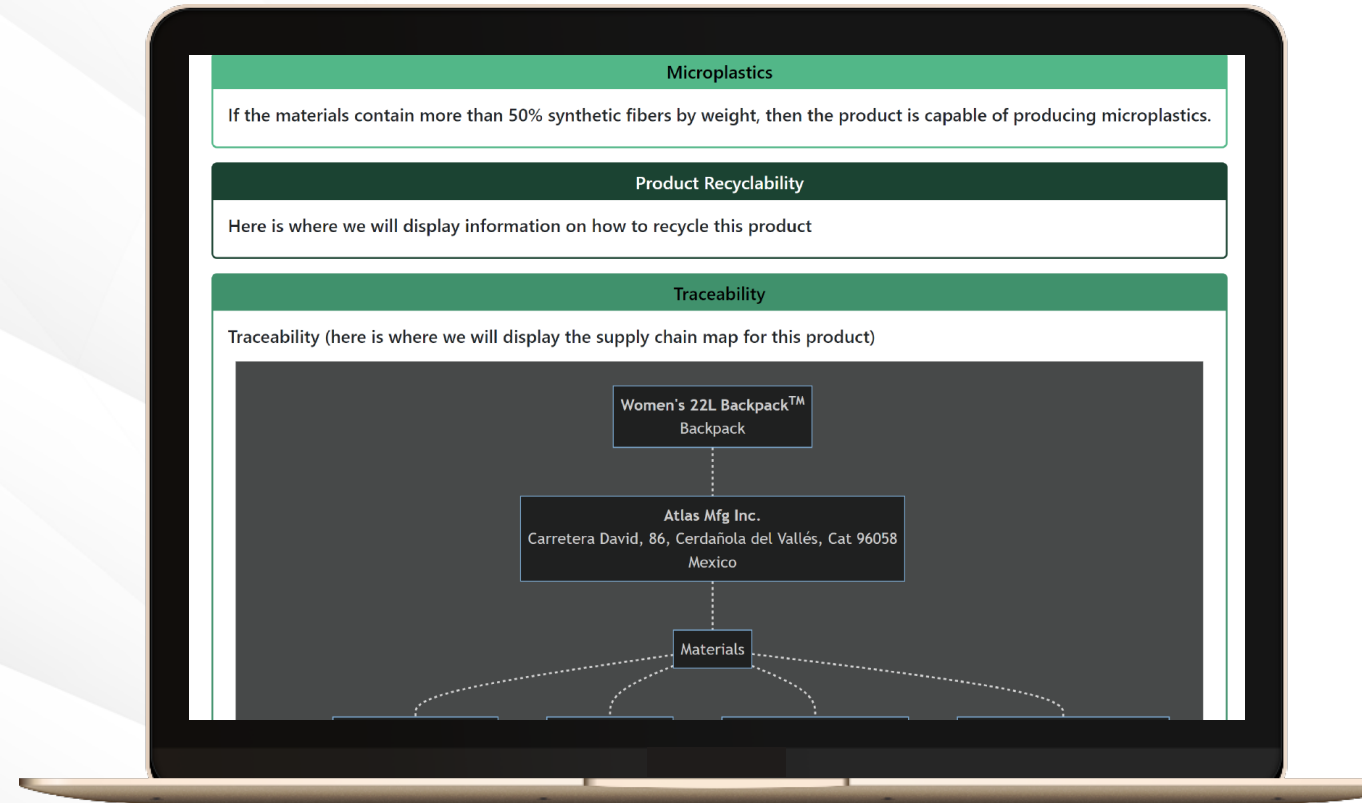 Microplastics
If the materials contain more than 50% synthetic fibers by weight, then the product is capable of producing microplastics.
Product Recyclability
Here is where we will display information on how to recycle this product
Traceability
Traceability (here is where we will display the supply chain map for this product)
Women's 22L Backpack™
Backpack
Atlas Mfg Inc.
Carretera David, 86, Cerdañola del Vallés, Cat 96058
Mexico
Materials